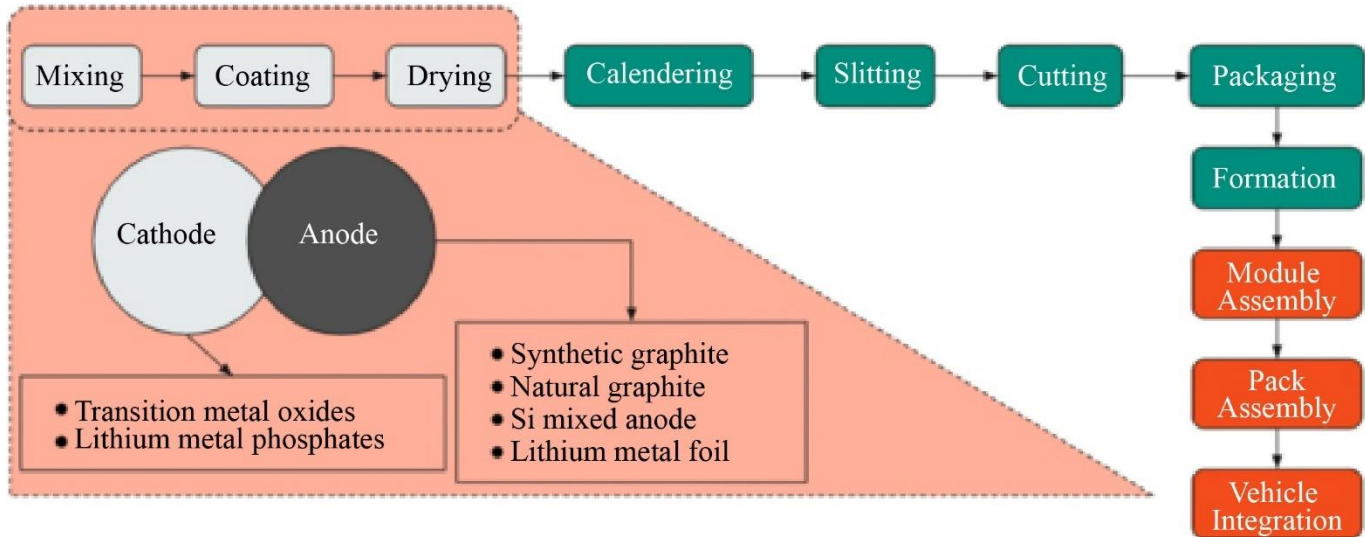 Mixing
Coating
Drying
Calendering
Slitting
Cutting
Packaging
Formation
Module
Assembly
Pack
Assembly
Vehicle
Integration
Cathode
Anode
● Transition metal oxides
● Lithium metal phosphates
● Synthetic graphite
● Natural graphite
● Si mixed anode
● Lithium metal foil